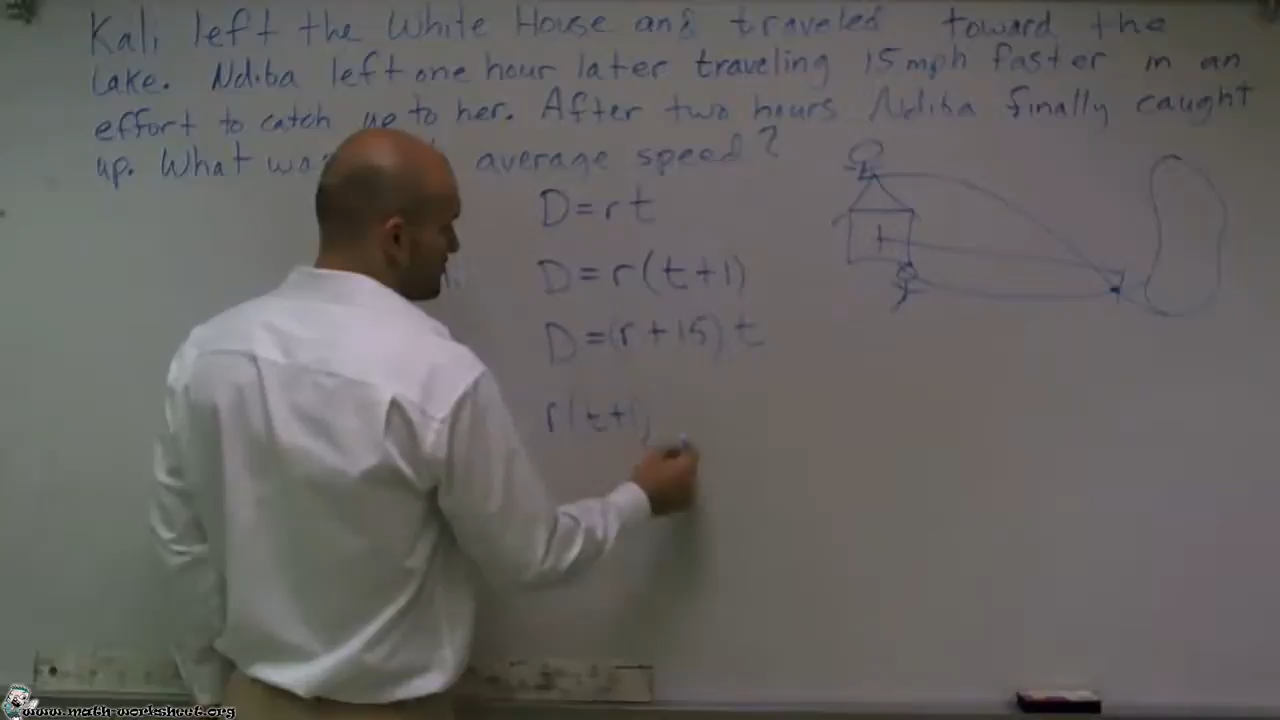 Kali left the White House and traveled toward the
Lake. Ndiba left one hour later traveling 15mph faster in an
effort to catch up to her. After two hours Ndiba finally caught
up. What average speed?
D=rt
D=r(t+1)
D=(r+15)t
r(t+1)
www.math-worksheet.org